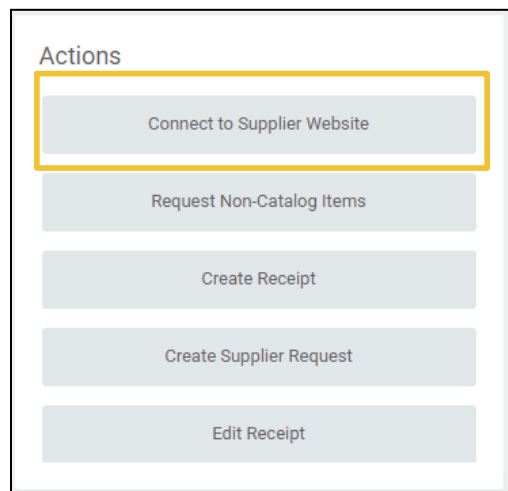 Actions
Connect to Supplier Website
Request Non-Catalog Items
Create Receipt
Create Supplier Request
Edit Receipt